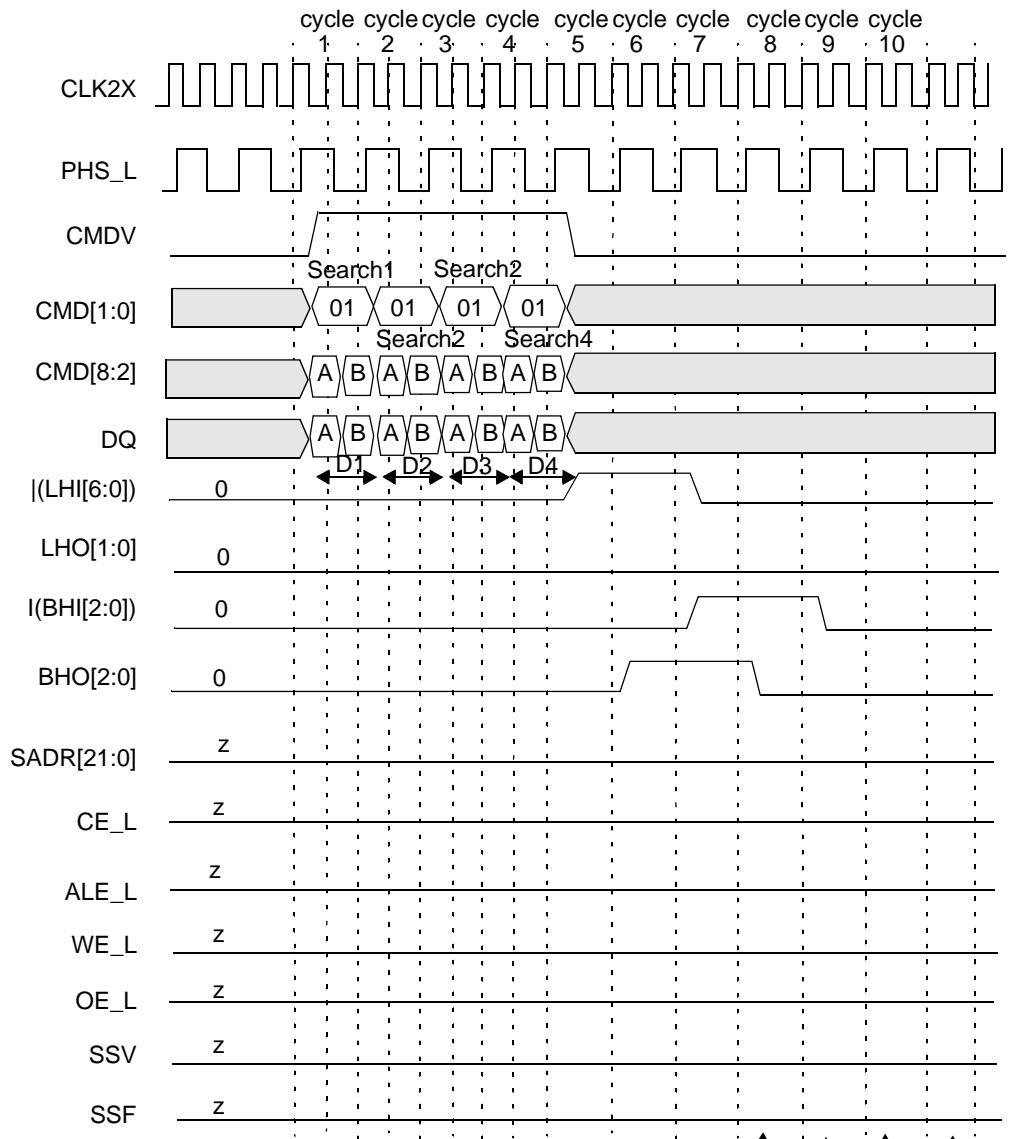 cycle cycle cycle cycle cycle cycle cycle cycle cycle cycle
1 2 3 4 5 6 7 8 9 10
CLK2X
PHS_L
CMDV
Search1 Search2
CMD[1:0] 01 01 01 01
Search2 Search4
CMD[8:2] A B A B A B A B
DQ A B A B A B A B
D1 D2 D3 D4
|(LHI[6:0]) 0
LHO[1:0] 0
I(BHI[2:0]) 0
BHO[2:0] 0
SADR[21:0] z
CE_L z
ALE_L z
WE_L z
OE_L z
SSV z
SSF z